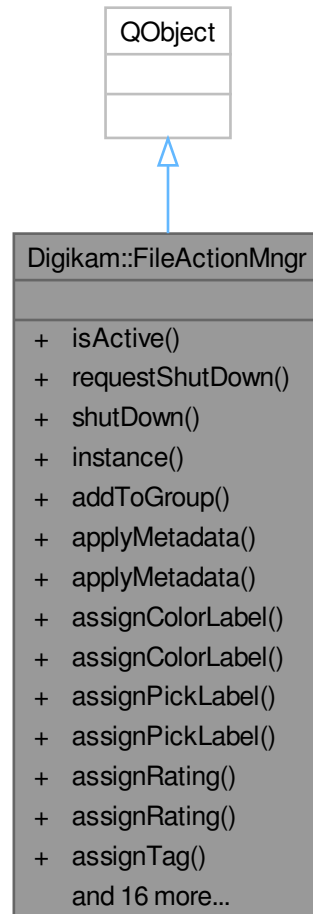 QObject
Digikam::FileActionMngr
+ isActive()
+ requestShutDown()
+ shutDown()
+ instance()
+ addToGroup()
+ applyMetadata()
+ applyMetadata()
+ assignColorLabel()
+ assignColorLabel()
+ assignPickLabel()
+ assignPickLabel()
+ assignRating()
+ assignRating()
+ assignTag()
and 16 more...